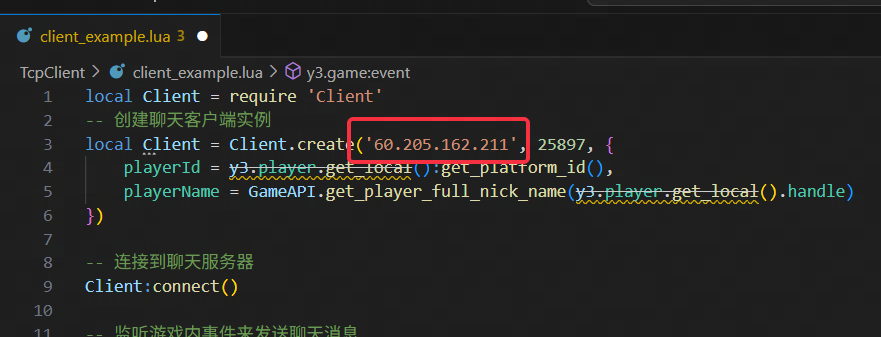 client_example.lua 3
TcpClient > client_example.lua > y3.game:event
1 local Client = require 'Client'
2 -- 创建聊天客户端实例
3 local Client = Client.create('60.205.162.211', 25897, {
4 playerId = y3.player.get_local():get_platform_id(),
5 playerName = GameAPI.get_player_full_nick_name(y3.player.get_local().handle)
6 })
7
8 -- 连接到聊天服务器
9 Client:connect()
10
11 -- 监听游戏内事件来发送聊天消息